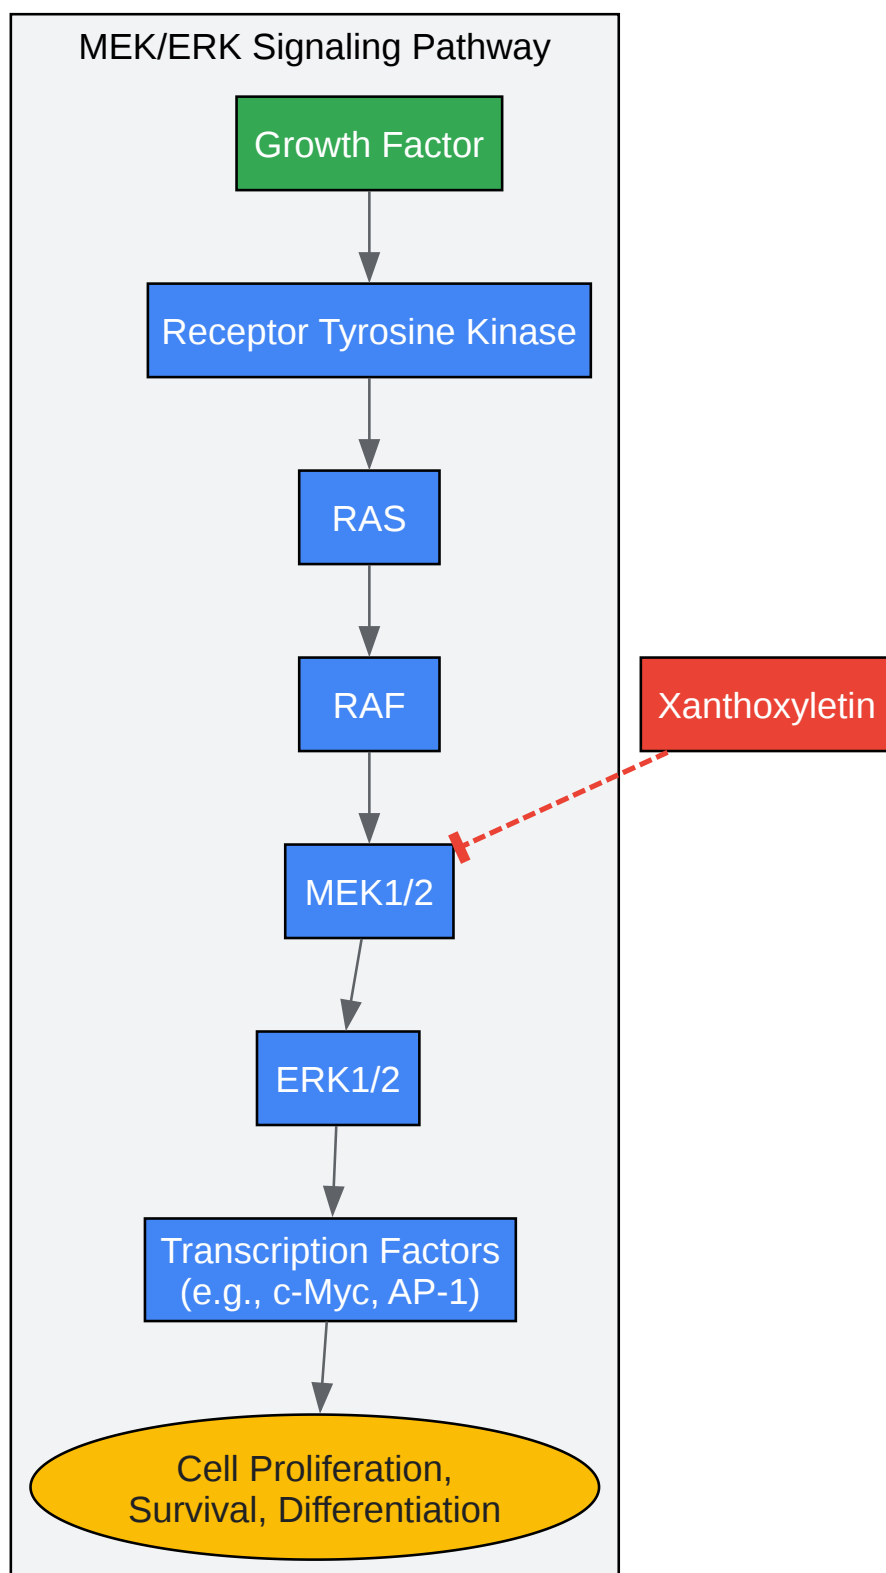 MEK/ERK Signaling Pathway
Growth Factor
Receptor Tyrosine Kinase
RAS
RAF
Xanthoxyletin
MEK1/2
ERK1/2
Transcription Factors
(e.g., c-Myc, AP-1)
Cell Proliferation,
Survival, Differentiation